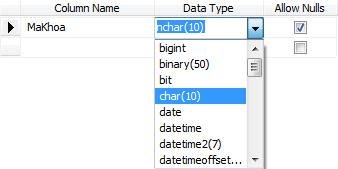 Column Name Data Type Allow Nulls
MaKhoa nchar(10)
bigint
binary(50)
bit
char(10)
date
datetime
datetime2(7)
datetimeoffset...